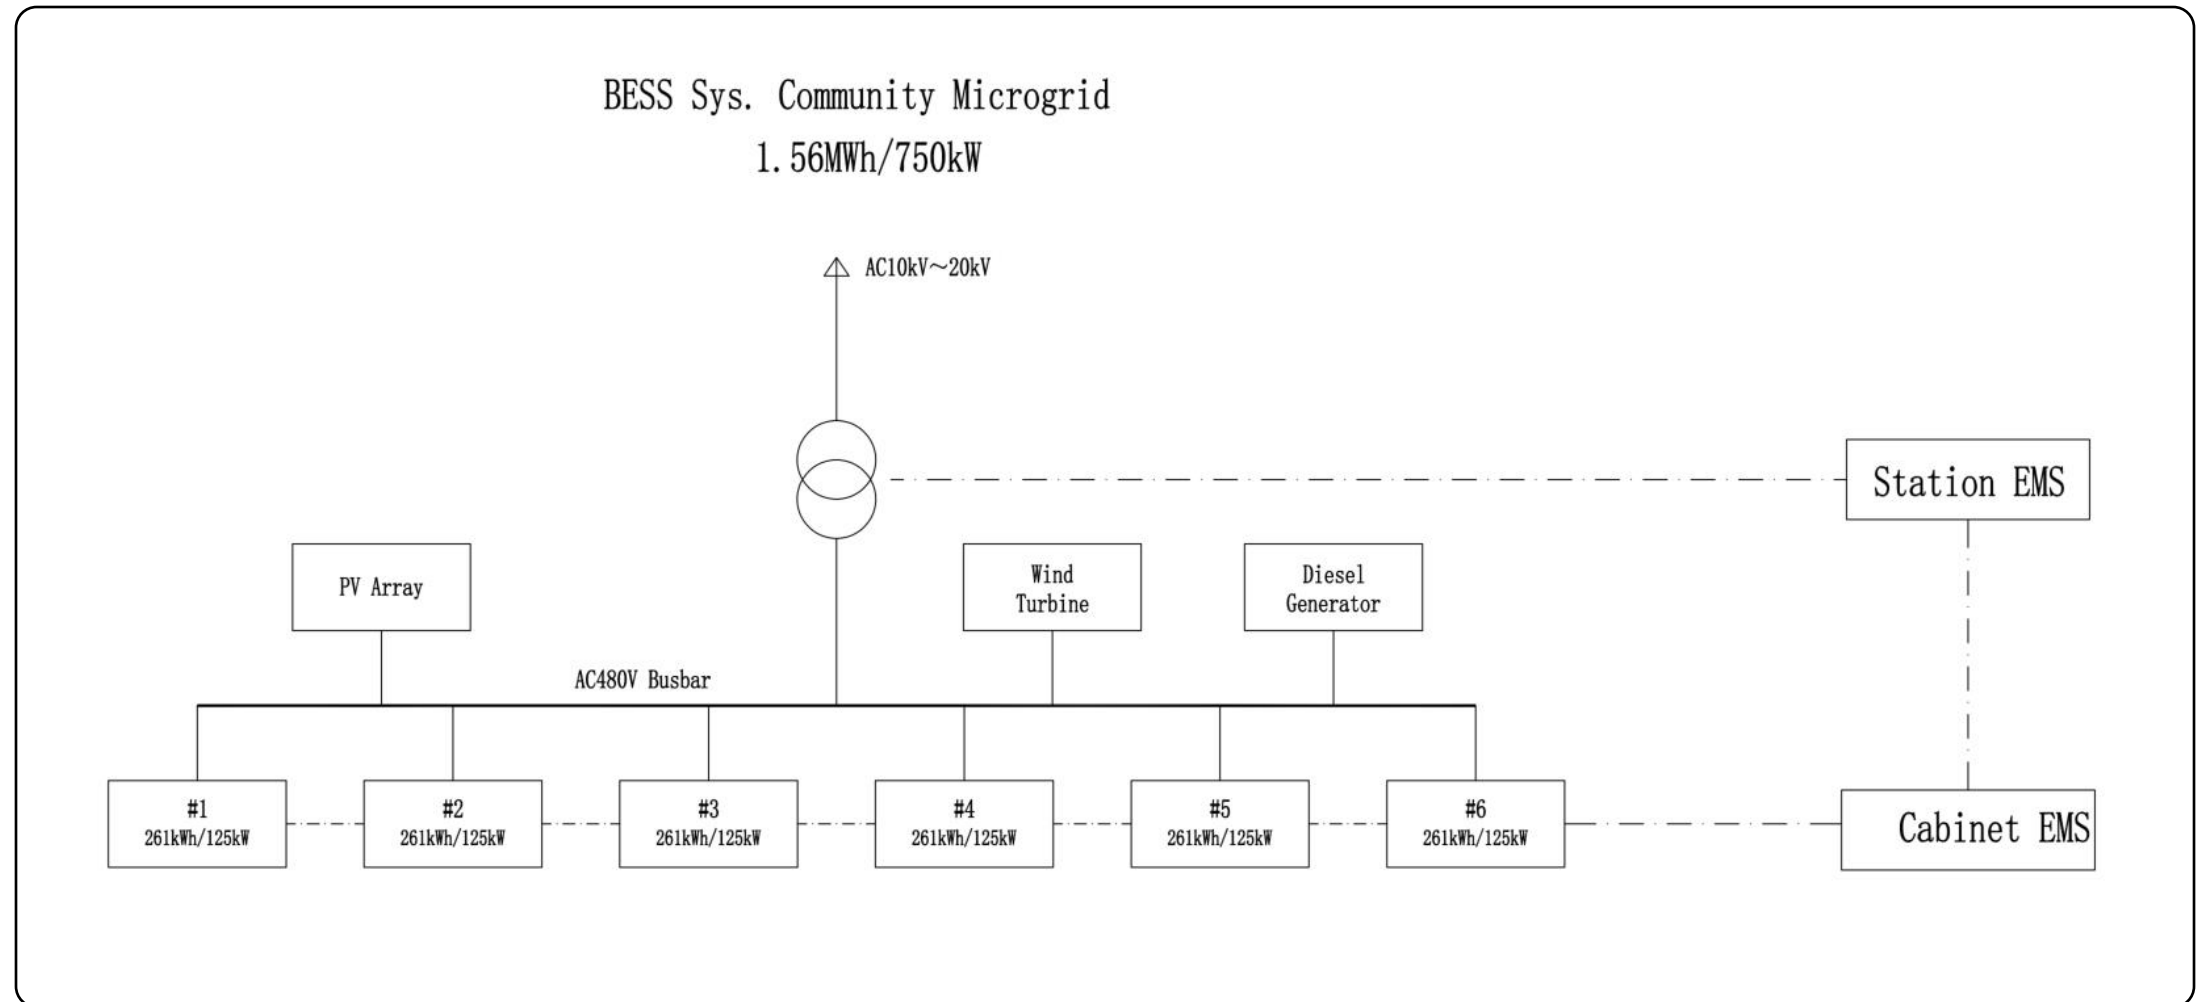 BESS Sys. Community Microgrid
1.56MWh/750kW
AC10kV～20kV
Station EMS
PV Array
Wind
Turbine
Diesel
Generator
AC480V Busbar
#1
261kWh/125kW
#2
261kWh/125kW
#3
261kWh/125kW
#4
261kWh/125kW
#5
261kWh/125kW
#6
261kWh/125kW
Cabinet EMS